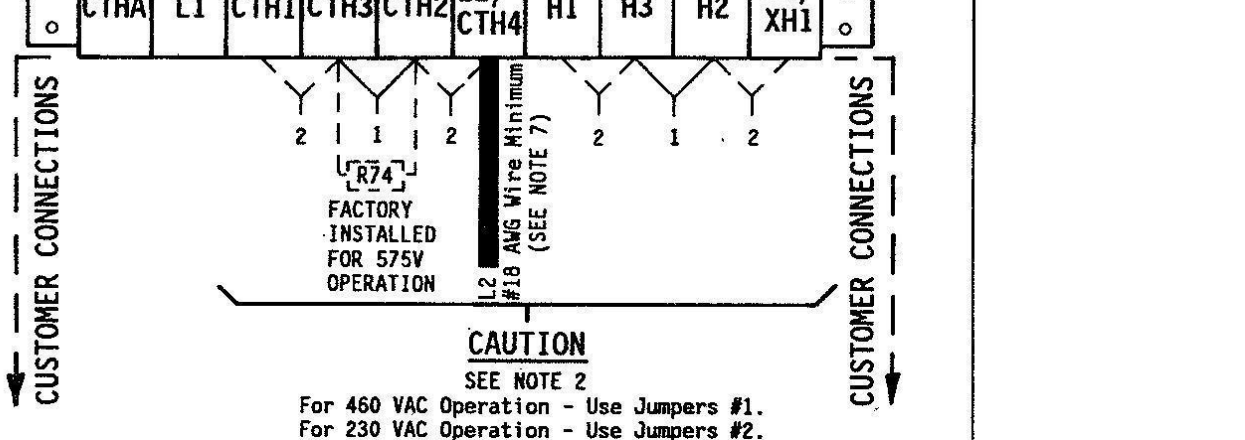 CTHA L1 CTH1 CTH3 CTH2 CTH4 H1 H3 H2 XH1
CUSTOMER CONNECTIONS
2 1 2 2 1 2
R74
FACTORY
INSTALLED
FOR 575V
OPERATION
L2
#18 AWG Wire Minimum
(SEE NOTE 7)
CUSTOMER CONNECTIONS
CAUTION
SEE NOTE 2
For 460 VAC Operation - Use Jumpers #1.
For 230 VAC Operation - Use Jumpers #2.